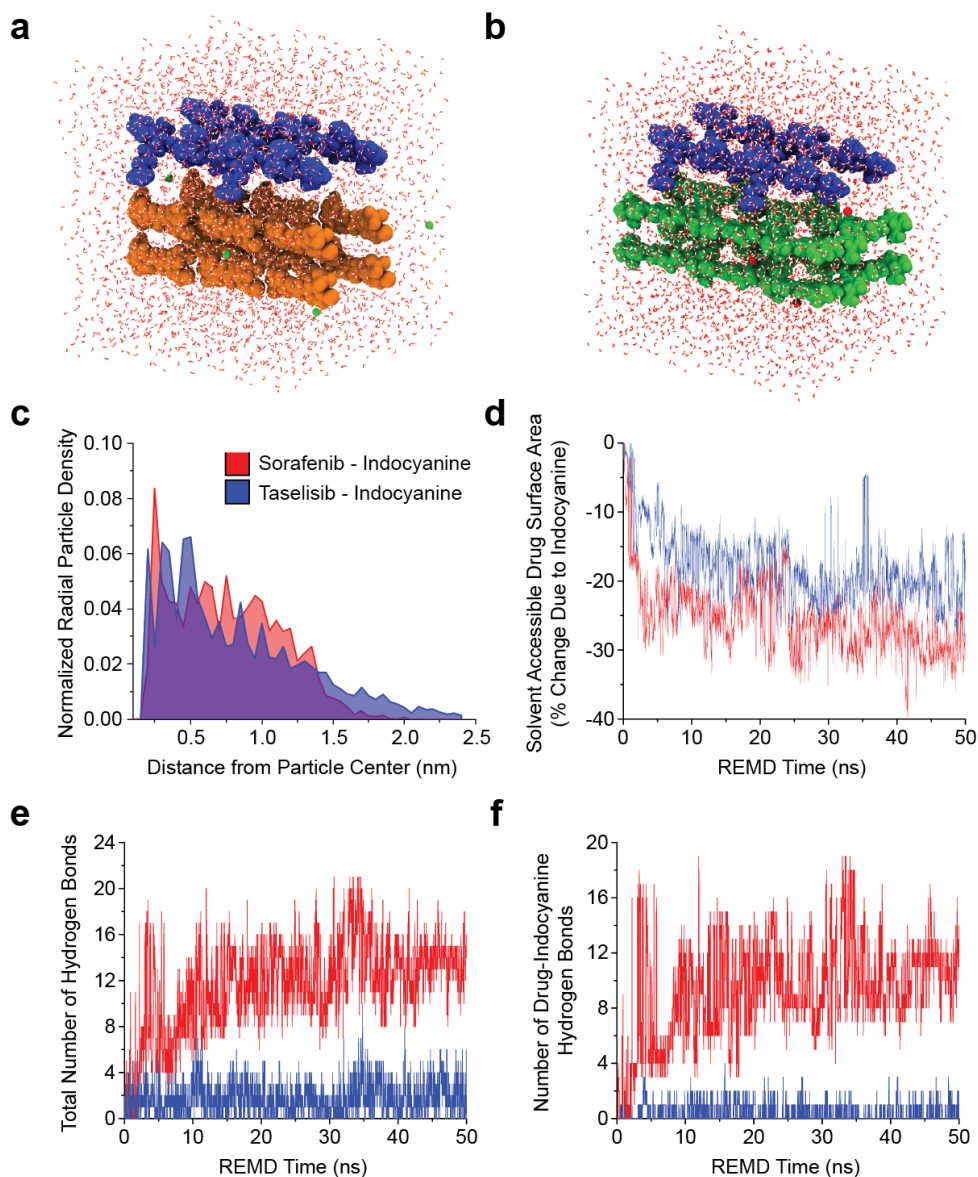 a
b
c
Normalized Radial Particle Density
0.10
0.08
0.06
0.04
0.02
0.00
Sorafenib - Indocyanine
Taselisib - Indocyanine
0.5
1.0
1.5
2.0
2.5
Distance from Particle Center (nm)
d
Solvent Accessible Drug Surface Area
(% Change Due to Indocyanine)
0
-10
-20
-30
-40
0
10
20
30
40
50
REMD Time (ns)
e
Total Number of Hydrogen Bonds
24
20
16
12
8
4
0
0
10
20
30
40
50
REMD Time (ns)
f
Number of Drug-Indocyanine
Hydrogen Bonds
20
16
12
8
4
0
0
10
20
30
40
50
REMD Time (ns)